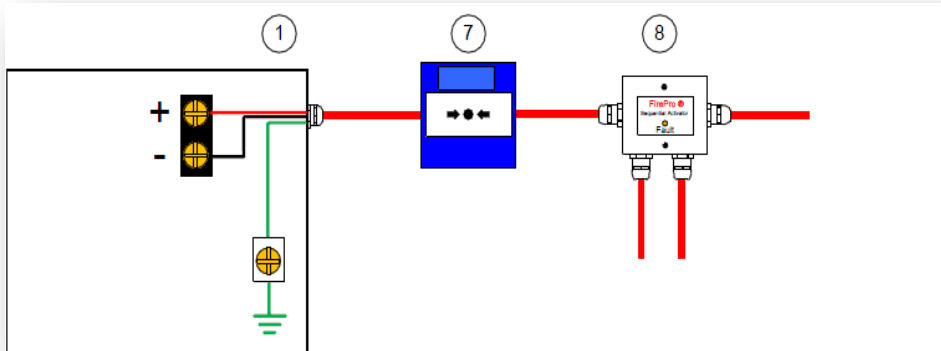 1
7
8
+
-
FirePro
Sequential Activator
Fault